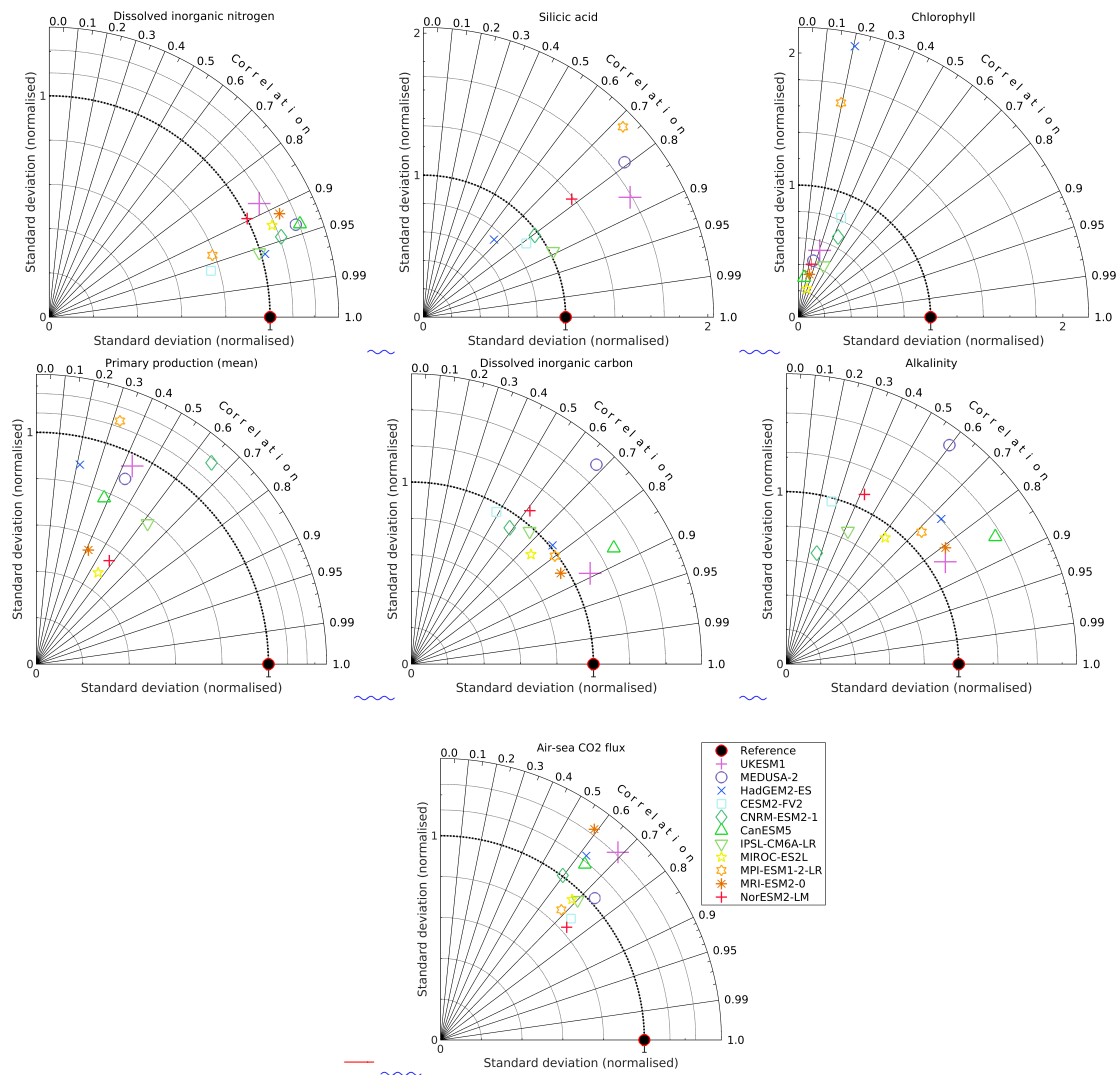 Dissolved inorganic nitrogen
0.0 0.1 0.2 0.3 0.4 0.5 0.6 0.7 0.8 0.9 0.95 0.99 1.0
Correlation
Standard deviation (normalised)
1
0
0 1
Standard deviation (normalised)
Silicic acid
0.0 0.1 0.2 0.3 0.4 0.5 0.6 0.7 0.8 0.9 0.95 0.99 1.0
Correlation
Standard deviation (normalised)
2
1
0
0 1 2
Standard deviation (normalised)
Chlorophyll
0.0 0.1 0.2 0.3 0.4 0.5 0.6 0.7 0.8 0.9 0.95 0.99 1.0
Correlation
Standard deviation (normalised)
2
1
0
0 1 2
Standard deviation (normalised)
Primary production (mean)
0.0 0.1 0.2 0.3 0.4 0.5 0.6 0.7 0.8 0.9 0.95 0.99 1.0
Correlation
Standard deviation (normalised)
1
0
0 1
Standard deviation (normalised)
Dissolved inorganic carbon
0.0 0.1 0.2 0.3 0.4 0.5 0.6 0.7 0.8 0.9 0.95 0.99 1.0
Correlation
Standard deviation (normalised)
1
0
0 1
Standard deviation (normalised)
Alkalinity
0.0 0.1 0.2 0.3 0.4 0.5 0.6 0.7 0.8 0.9 0.95 0.99 1.0
Correlation
Standard deviation (normalised)
1
0
0 1
Standard deviation (normalised)
Air-sea CO2 flux
0.0 0.1 0.2 0.3 0.4 0.5 0.6 0.7 0.8 0.9 0.95 0.99 1.0
Correlation
Standard deviation (normalised)
1
0
0 1
Standard deviation (normalised)
Reference
UKESM1
MEDUSA-2
HadGEM2-ES
CESM2-FV2
CNRM-ESM2-1
CanESM5
IPSL-CM6A-LR
MIROC-ES2L
MPI-ESM1-2-LR
MRI-ESM2-0
NorESM2-LM